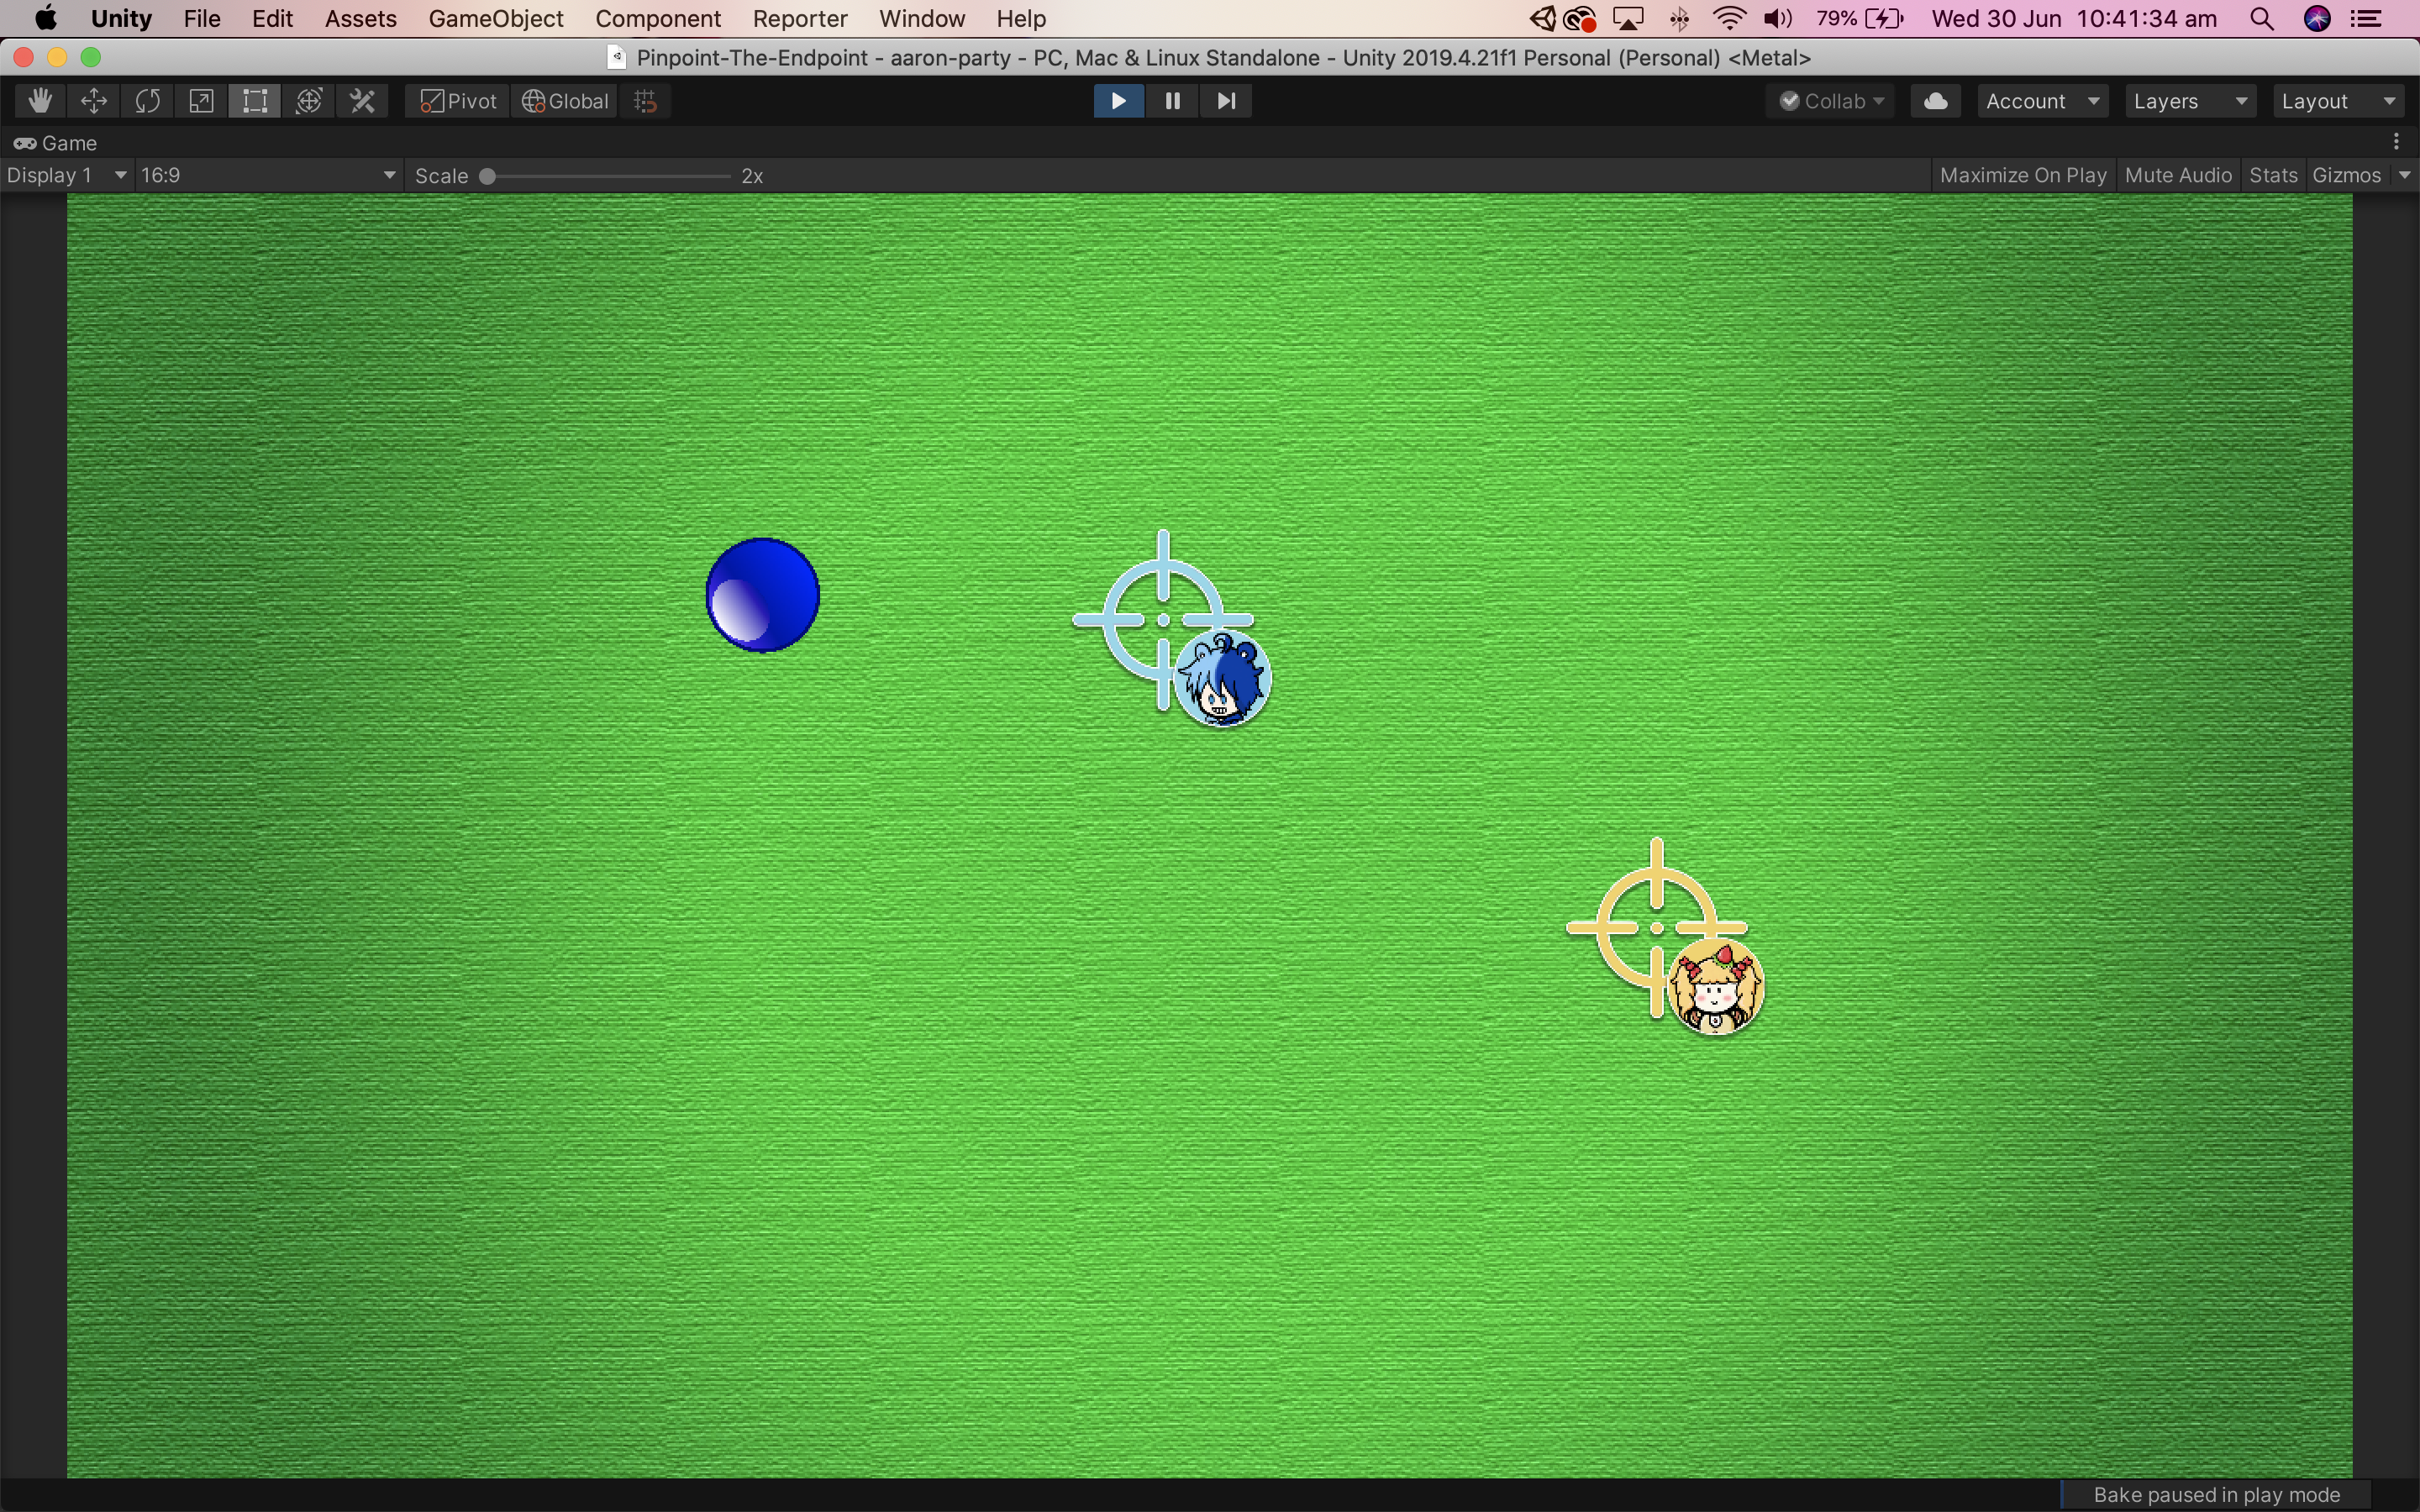 Unity File Edit Assets GameObject Component Reporter Window Help 79% Wed 30 Jun 10:41:34 am
Pinpoint-The-Endpoint - aaron-party - PC, Mac & Linux Standalone - Unity 2019.4.21f1 Personal (Personal) <Metal>
Pivot Global Collab Account Layers Layout
Game
Display 1 16:9 Scale 2x Maximize On Play Mute Audio Stats Gizmos
Bake paused in play mode